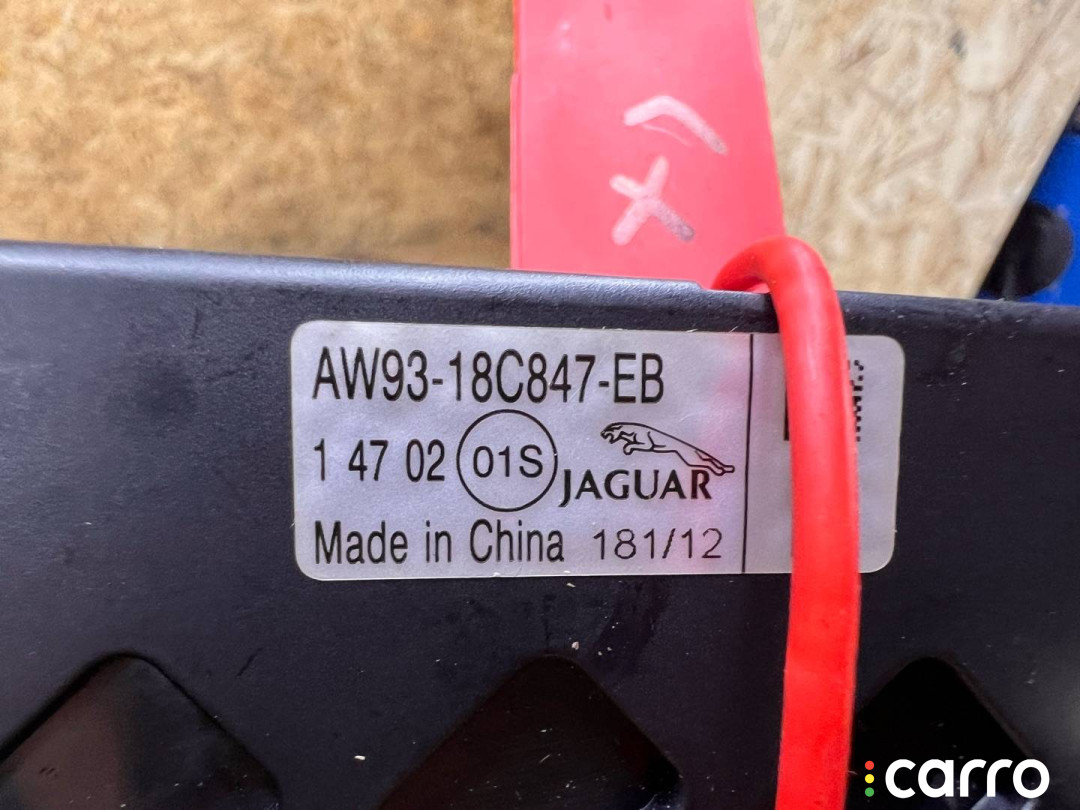 AW93-18C847-EB
1 47 02 01S JAGUAR
Made in China 181/12
carro